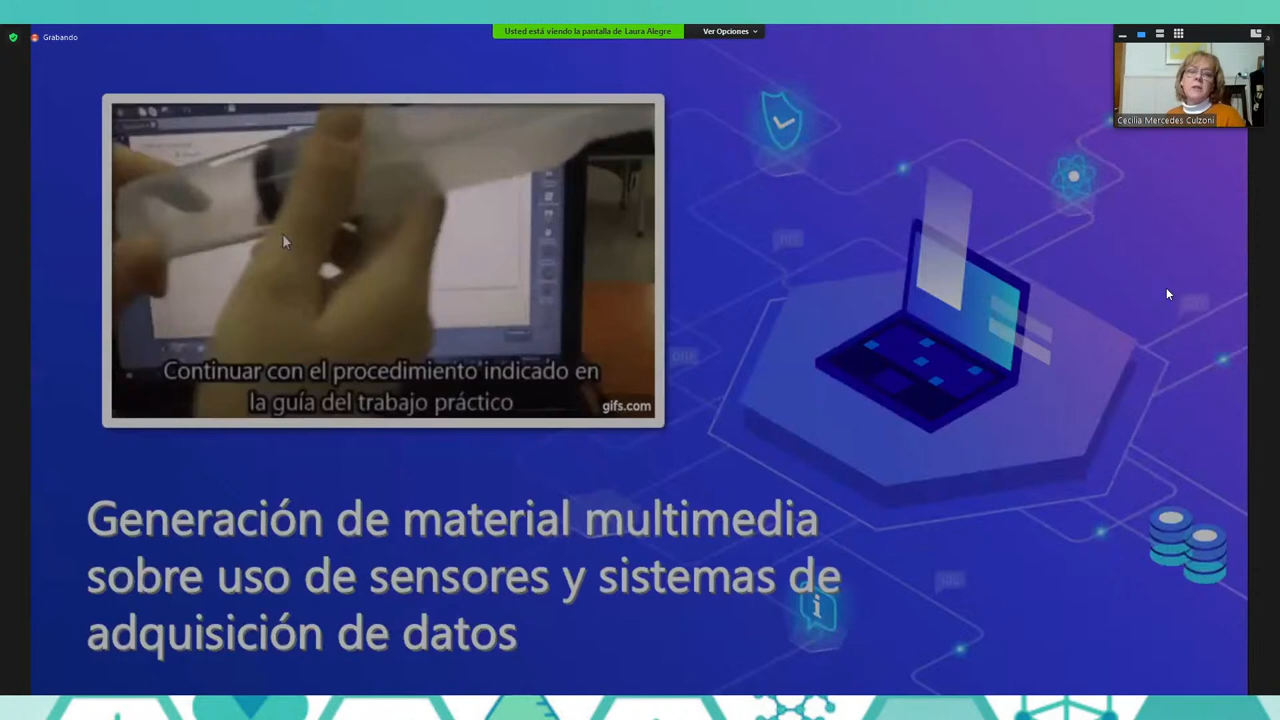 Grabando
Usted está viendo la pantalla de Laura Alegre
Ver Opciones
Cecilia Mercedes Culzoni
Continuar con el procedimiento indicado en
la guía del trabajo práctico
gifs.com
Generación de material multimedia
sobre uso de sensores y sistemas de
adquisición de datos